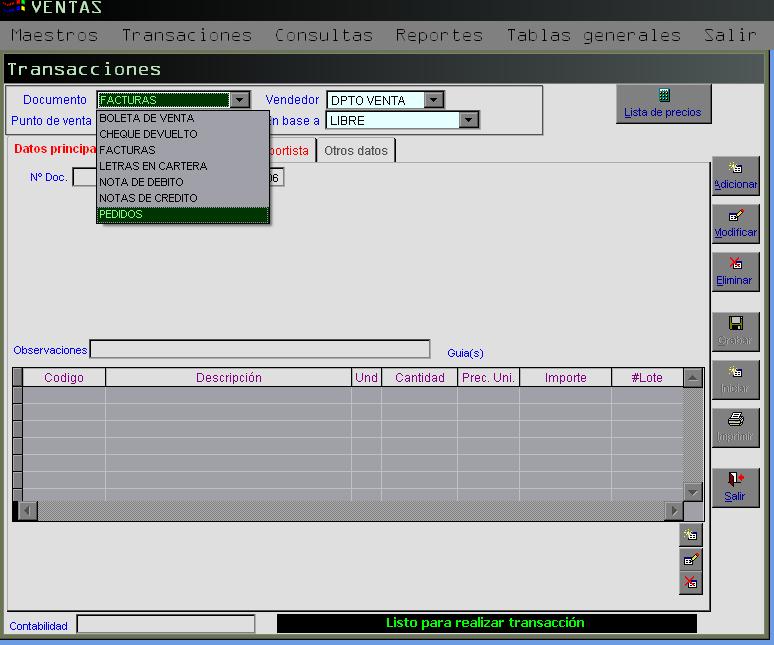 VENTAS
Maestros Transaciones Consultas Reportes Tablas generales Salir
Transacciones
Documento FACTURAS Vendedor DPTO VENTA
Lista de precios
Punto de venta En base a LIBRE
BOLETA DE VENTA
CHEQUE DEVUELTO
FACTURAS
LETRAS EN CARTERA
NOTA DE DEBITO
NOTAS DE CREDITO
PEDIDOS
Datos principa portista Otros datos
Nº Doc. 06
Adicionar
Modificar
Eliminar
Grabar
Iniciar
Imprimir
Salir
Observaciones Guia(s)
Codigo Descripción Und Cantidad Prec. Uni. Importe #Lote
Contabilidad Listo para realizar transacción